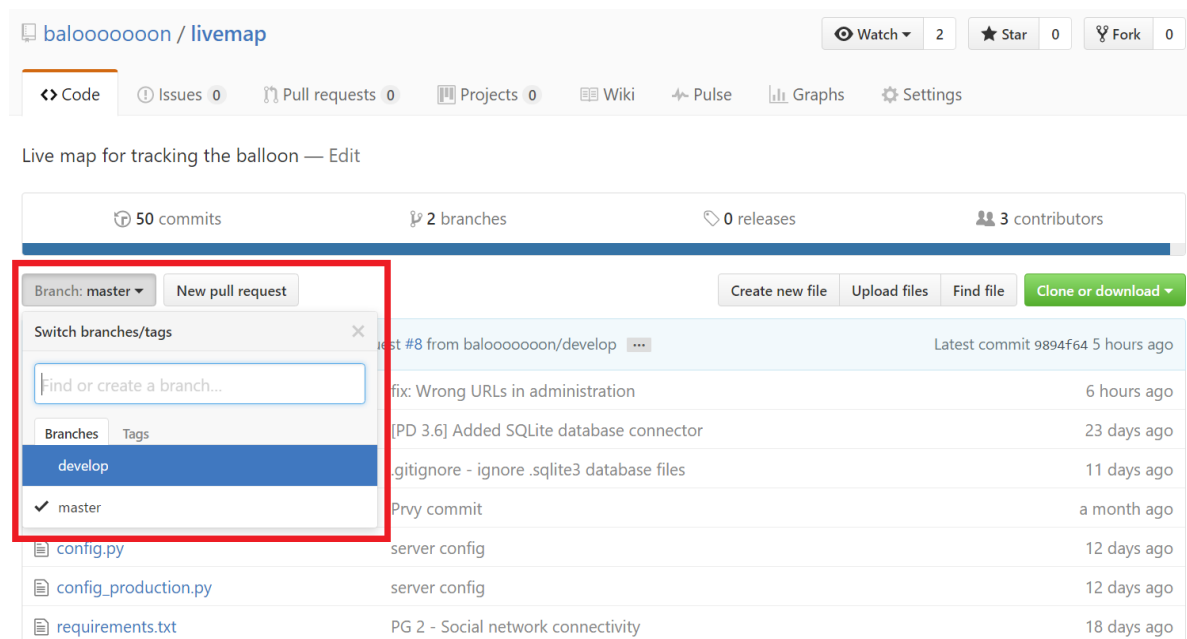 balooooooon / livemap Watch 2 Star 0 Fork 0
Code Issues 0 Pull requests 0 Projects 0 Wiki Pulse Graphs Settings
Live map for tracking the balloon — Edit
50 commits 2 branches 0 releases 3 contributors
Branch: master New pull request Create new file Upload files Find file Clone or download
Switch branches/tags
#8 from balooooooon/develop ... Latest commit 9894f64 5 hours ago
Find or create a branch...
fix: Wrong URLs in administration 6 hours ago
Branches Tags
[PD 3.6] Added SQLite database connector 23 days ago
develop
.gitignore - ignore .sqlite3 database files 11 days ago
master
Prvy commit a month ago
config.py server config 12 days ago
config_production.py server config 12 days ago
requirements.txt PG 2 - Social network connectivity 18 days ago